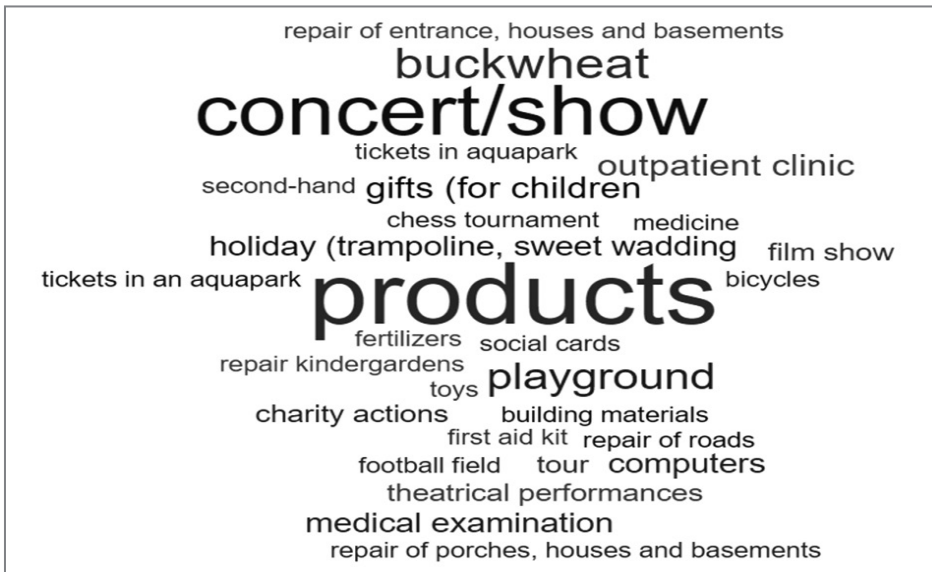 repair of entrance, houses and basements
buckwheat
concert/show
tickets in aquapark
outpatient clinic
second-hand
gifts (for children
chess tournament
medicine
holiday (trampoline, sweet wadding
film show
tickets in an aquapark
products
bicycles
fertilizers
social cards
repair kindergardens
toys
playground
charity actions
building materials
first aid kit
repair of roads
football field
tour
computers
theatrical performances
medical examination
repair of porches, houses and basements